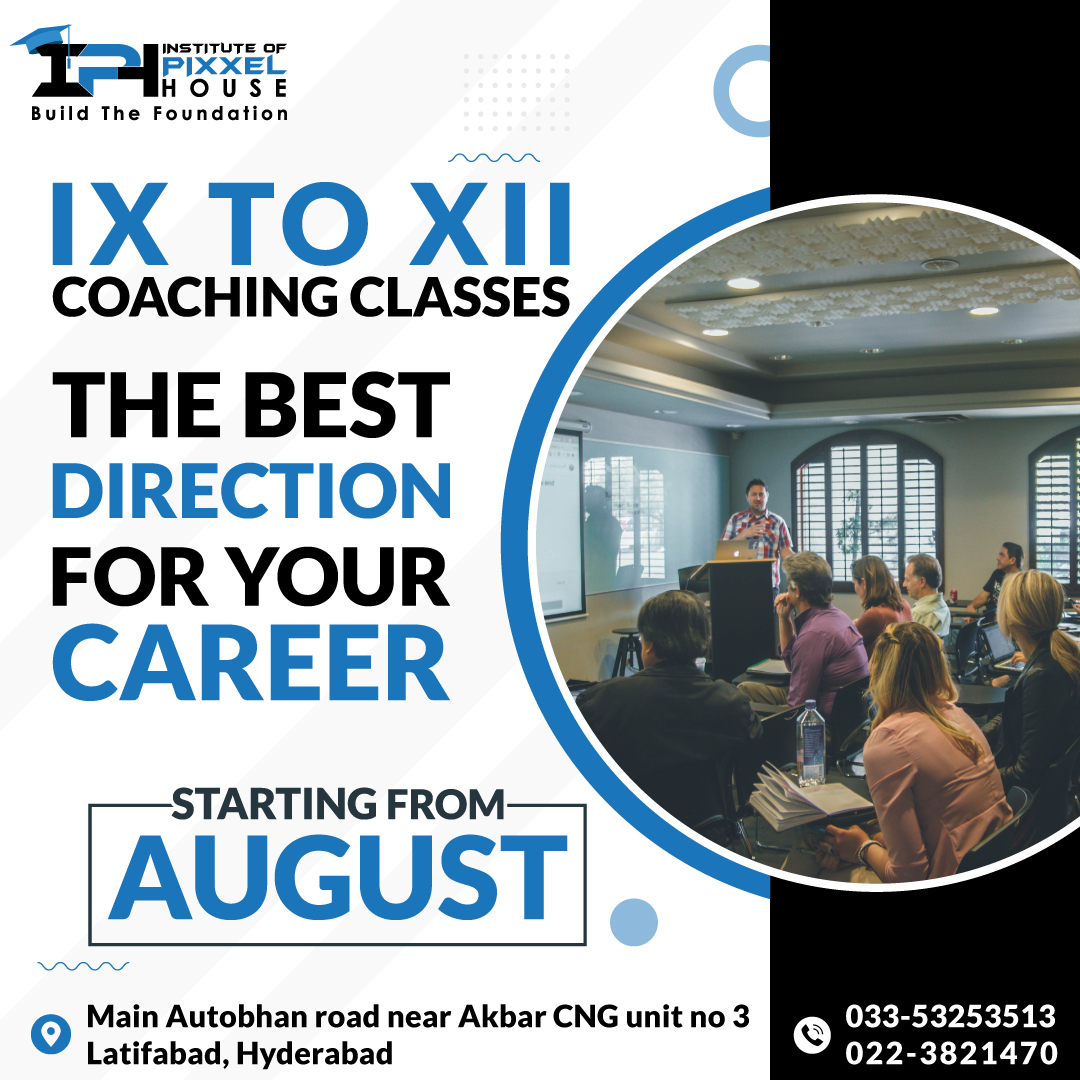 IPH
INSTITUTE OF
PIXXEL
HOUSE
Build The Foundation
IX TO XII
COACHING CLASSES
THE BEST
DIRECTION
FOR YOUR
CAREER
STARTING FROM
AUGUST
Main Autobhan road near Akbar CNG unit no 3
Latifabad, Hyderabad
033-53253513
022-3821470